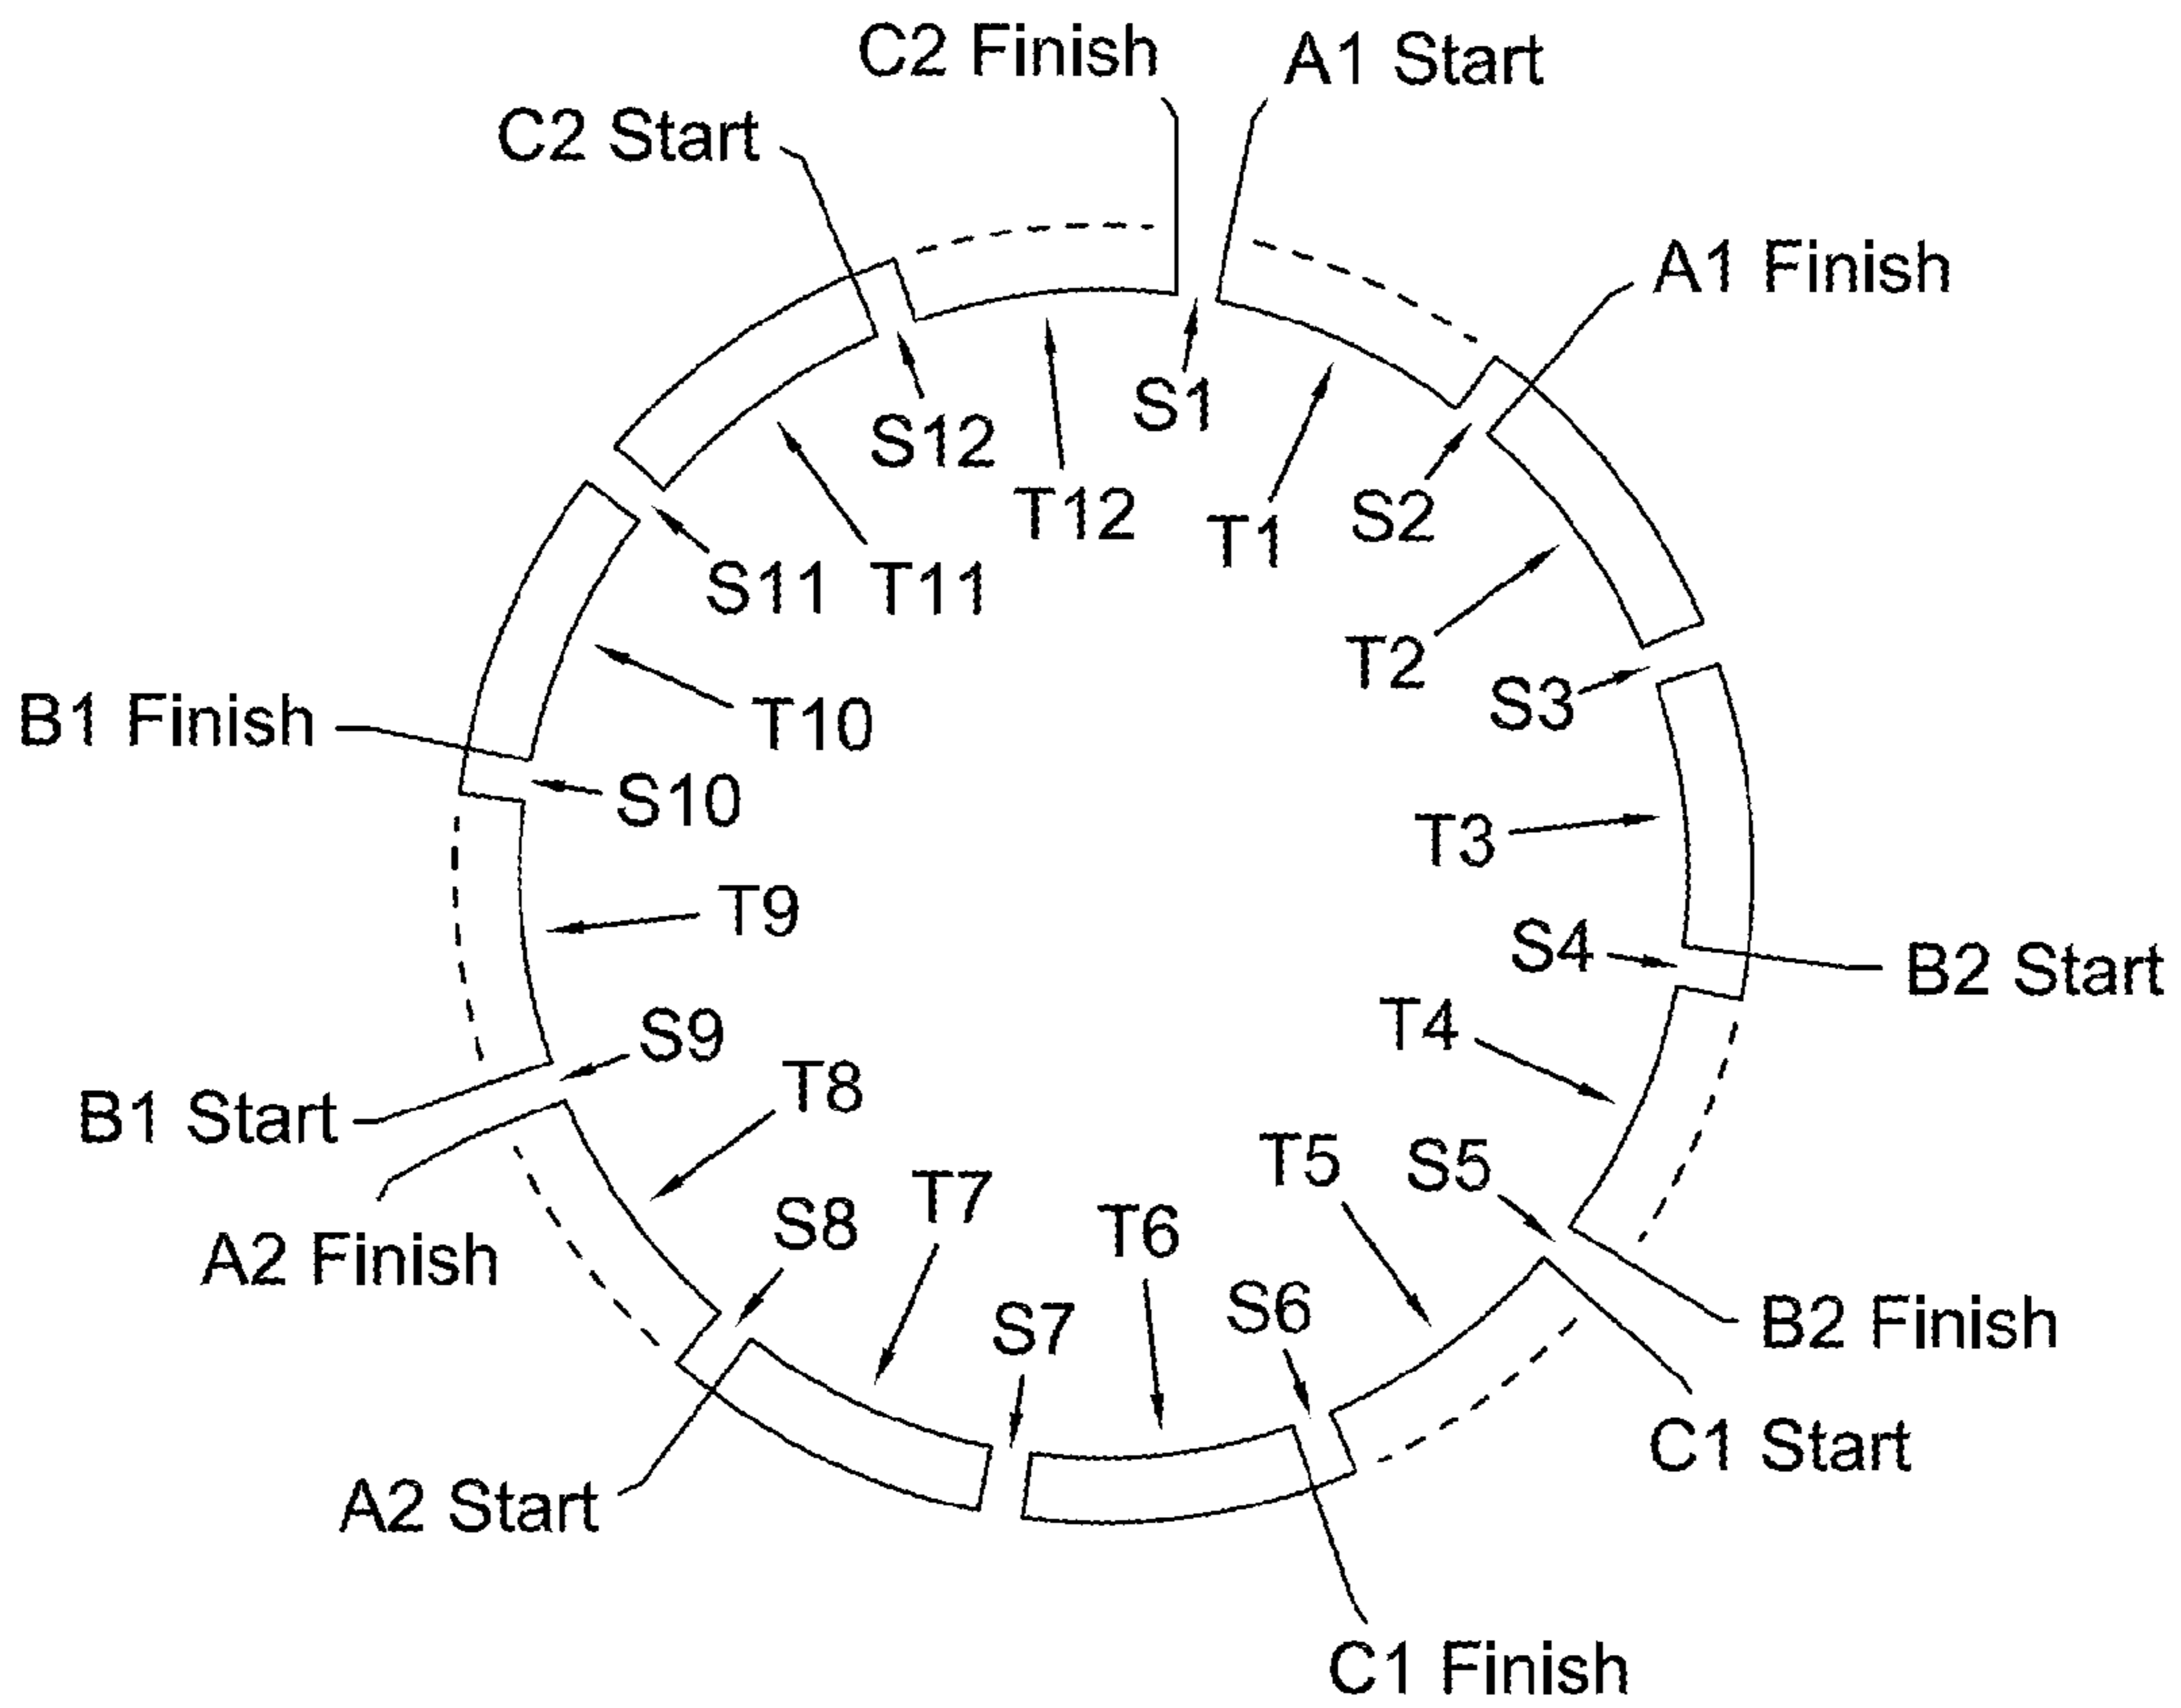 C2 Finish
A1 Start
C2 Start
A1 Finish
S1
S12
T12
T1
S2
S11
T11
T2
S3
B1 Finish
T10
S10
T3
T9
S4
B2 Start
S9
T4
T8
B1 Start
T5
S5
T7
S8
T6
A2 Finish
S6
S7
B2 Finish
C1 Start
A2 Start
C1 Finish